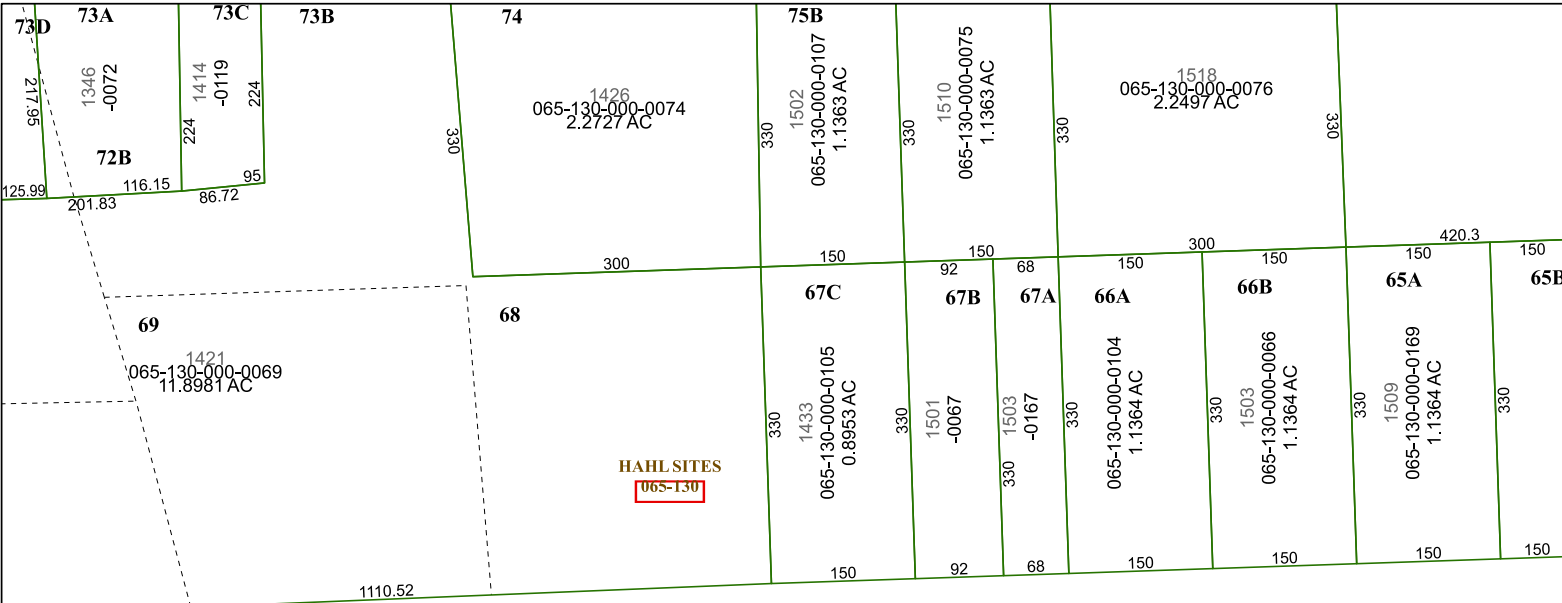 73D
73A
73C
73B
74
75B
217.95
1346
-0072
1414
-0119
224
224
72B
125.99
116.15
201.83
95
86.72
330
1426
065-130-000-0074
2.2727 AC
330
1502
065-130-000-0107
1.1363 AC
330
1510
065-130-000-0075
1.1363 AC
330
1518
065-130-000-0076
2.2497 AC
330
300
150
150
300
420.3
92
68
150
150
150
69
68
67C
67B
67A
66A
66B
65A
65B
1421
065-130-000-0069
11.8981 AC
HAHL SITES
065-130
330
1433
065-130-000-0105
0.8953 AC
330
1501
-0067
1503
-0167
330
330
065-130-000-0104
1.1364 AC
330
1503
065-130-000-0066
1.1364 AC
330
1509
065-130-000-0169
1.1364 AC
330
1110.52
150
92
68
150
150
150
150